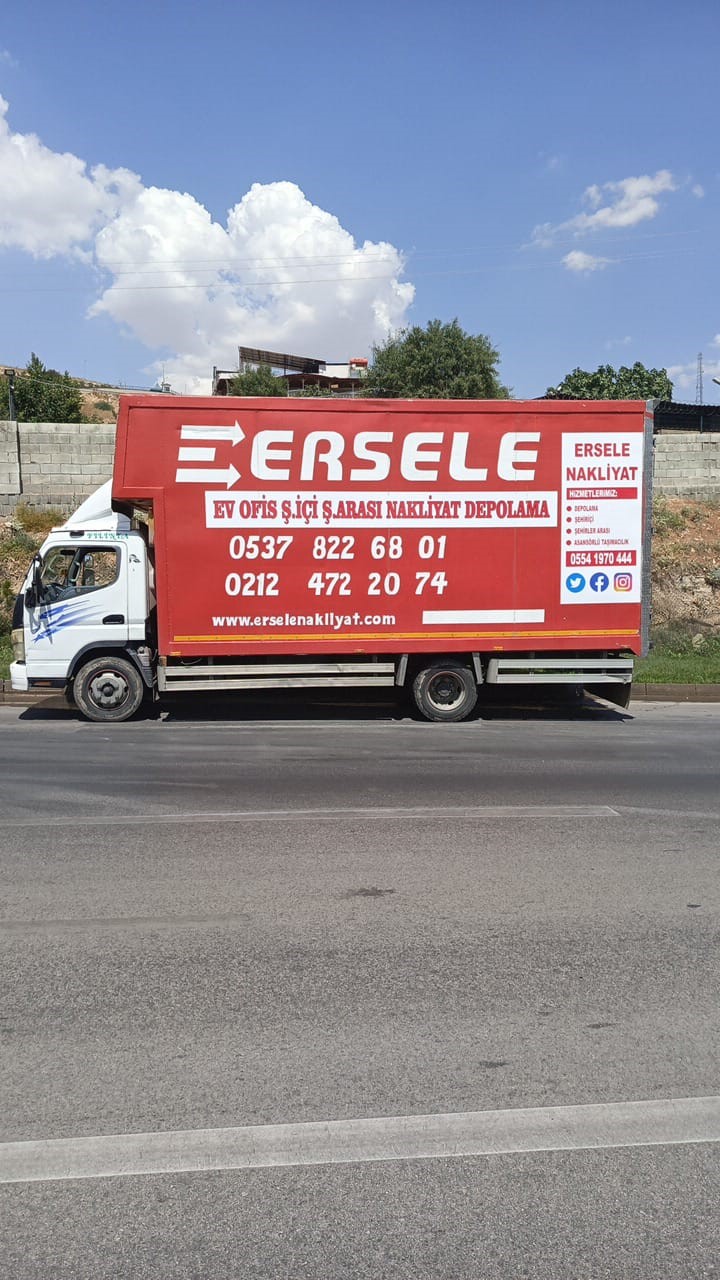 ERSELE
EV OFİS Ş.İÇİ Ş.ARASI NAKLİYAT DEPOLAMA
0537 822 68 01
0212 472 20 74
www.erselenakliyat.com
ERSELE
NAKLİYAT
HİZMETLERİMİZ:
DEPOLAMA
ŞEHİRİÇİ
ŞEHİRLER ARASI
ASANSÖRLÜ TAŞIMACILIK
0554 1970 444